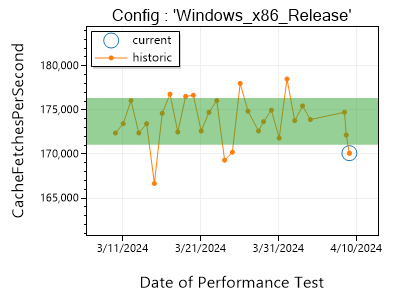 Config : 'Windows_x86_Release'
current
historic
180,000
175,000
170,000
165,000
CacheFetchesPerSecond
3/11/2024
3/21/2024
3/31/2024
4/10/2024
Date of Performance Test